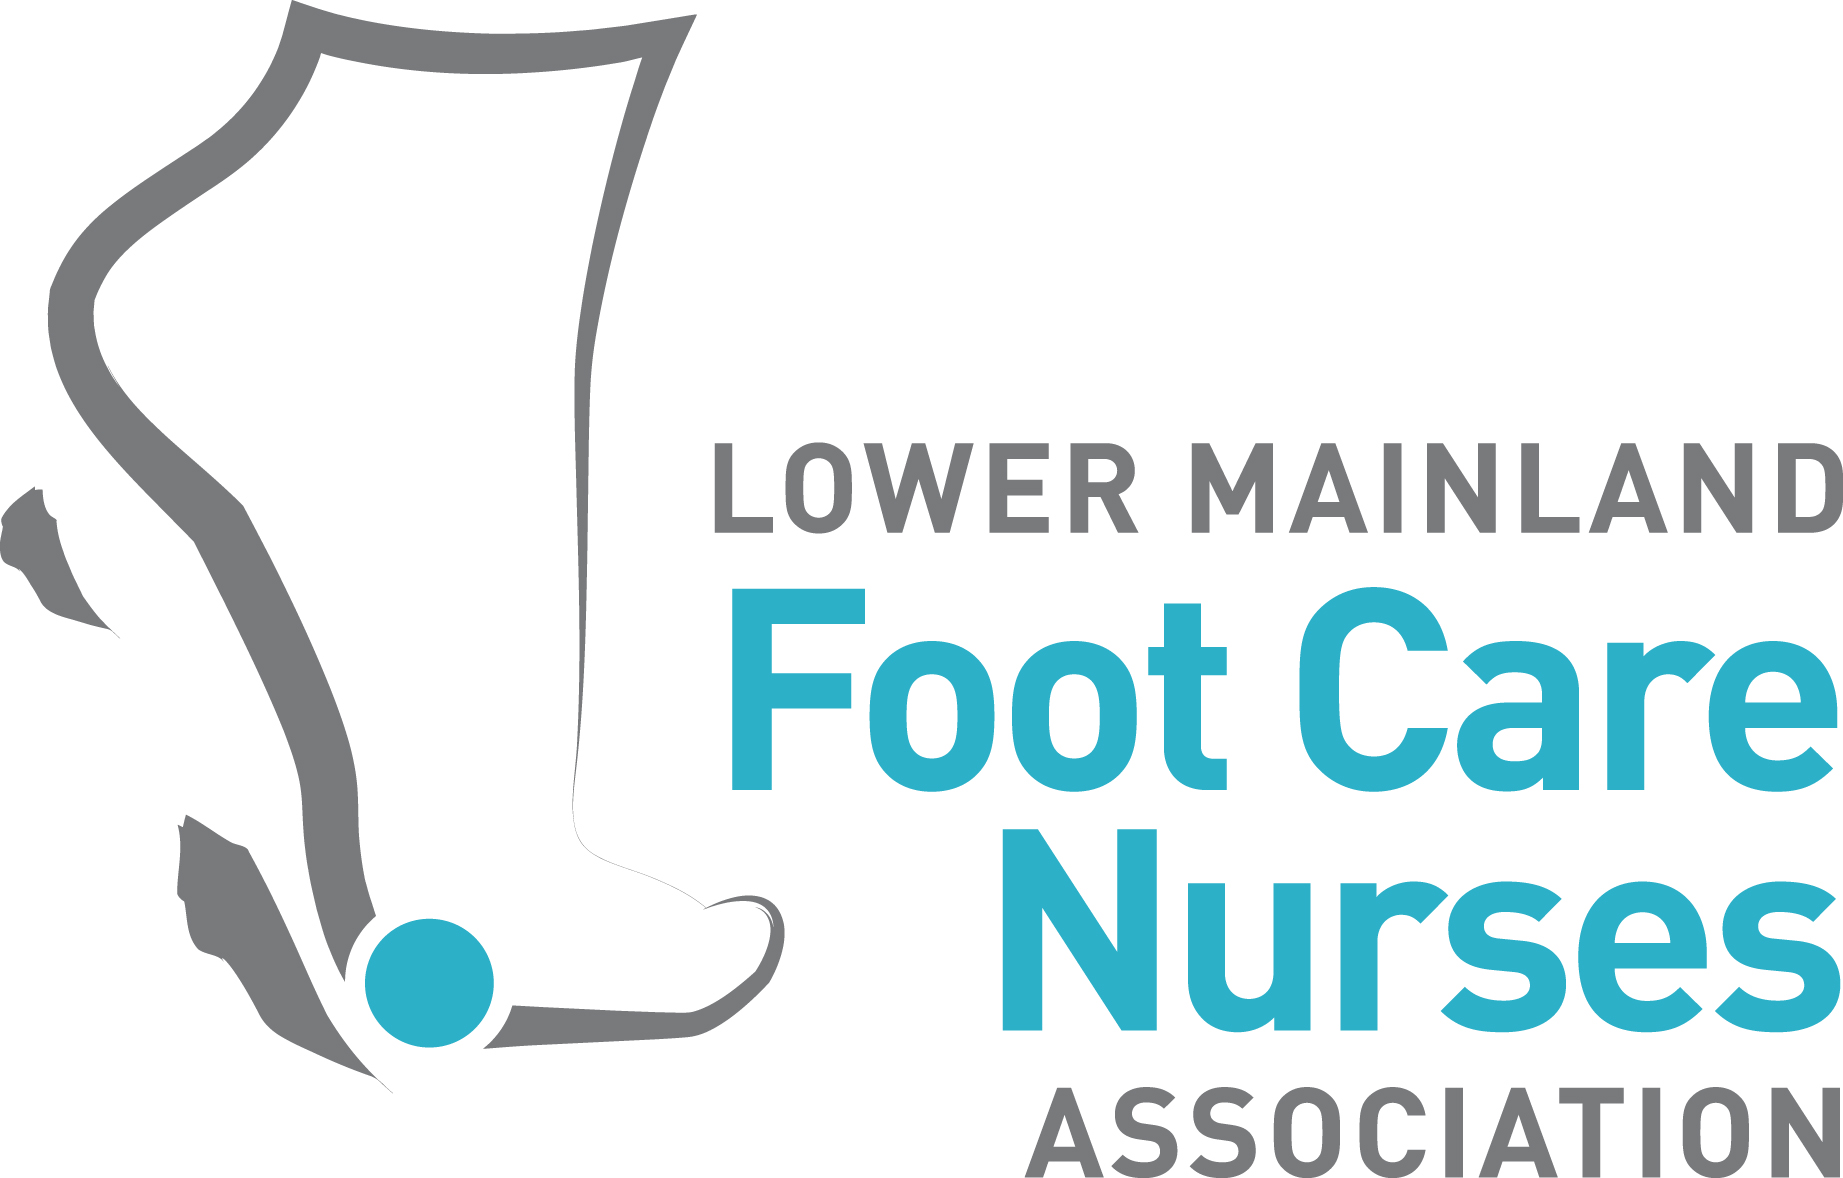 LOWER MAINLAND
Foot Care
Nurses
ASSOCIATION